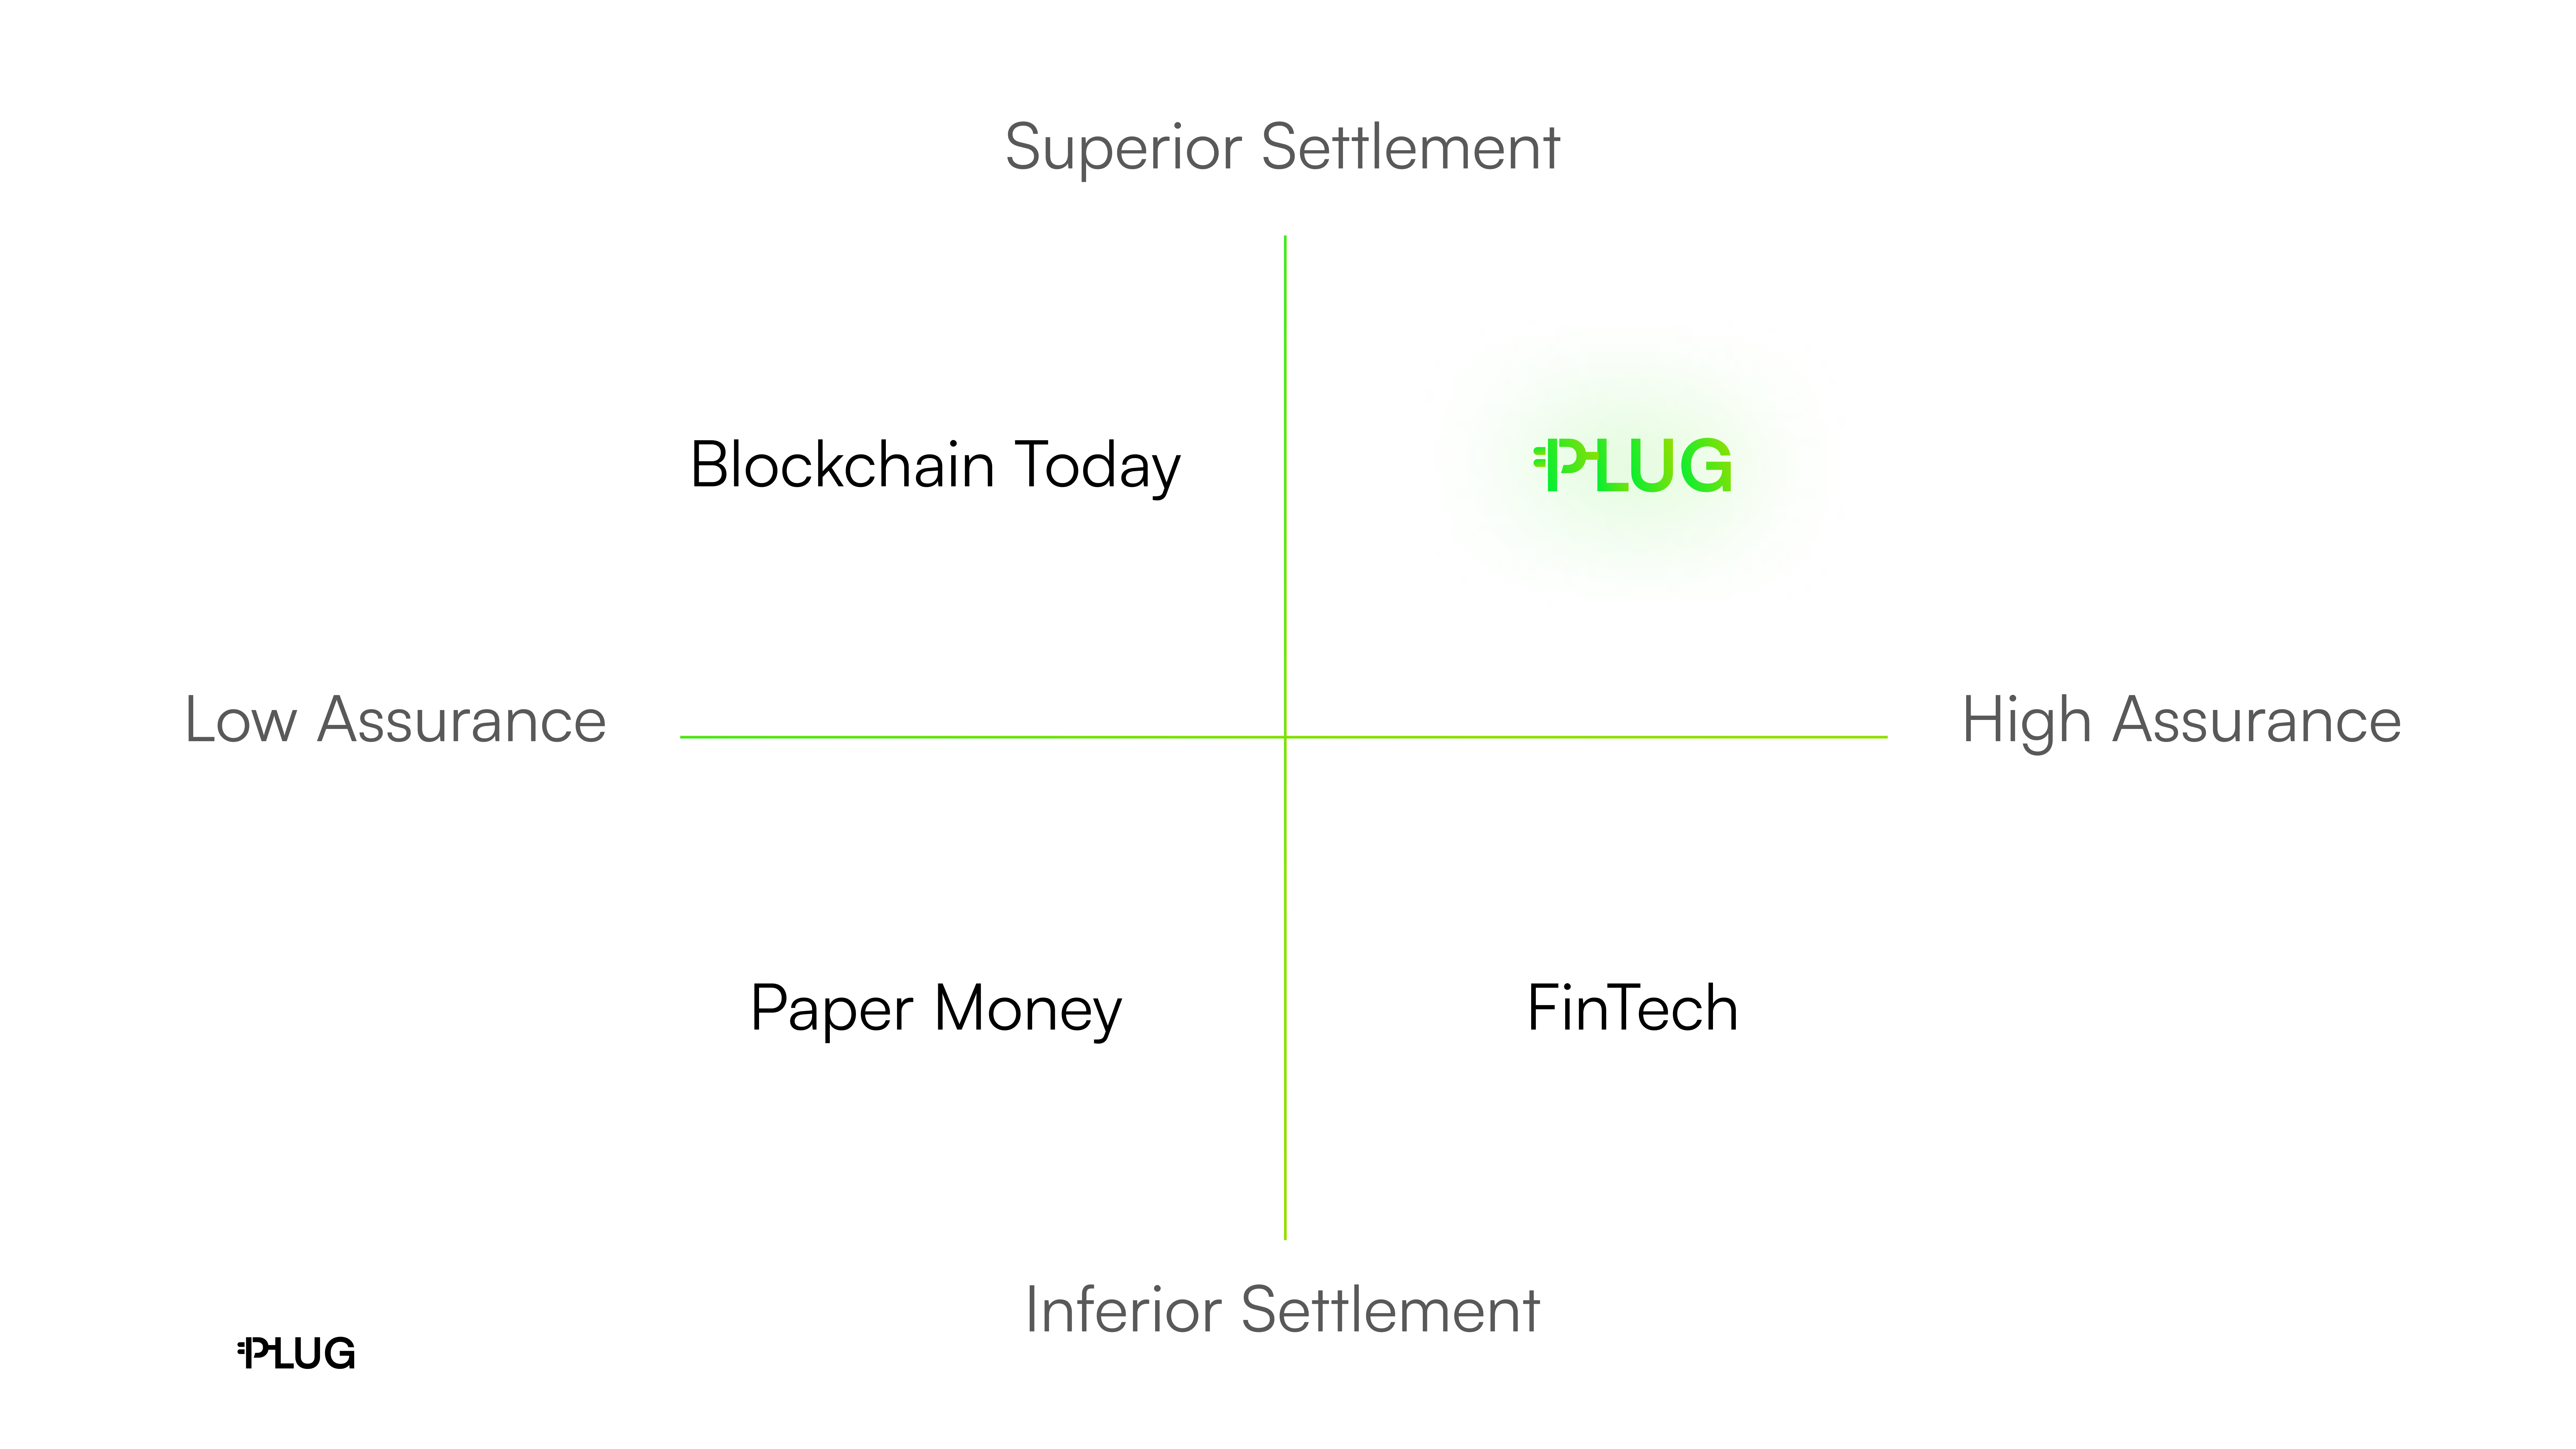 Superior Settlement
Blockchain Today
PLUG
Low Assurance
High Assurance
Paper Money
FinTech
Inferior Settlement
PLUG